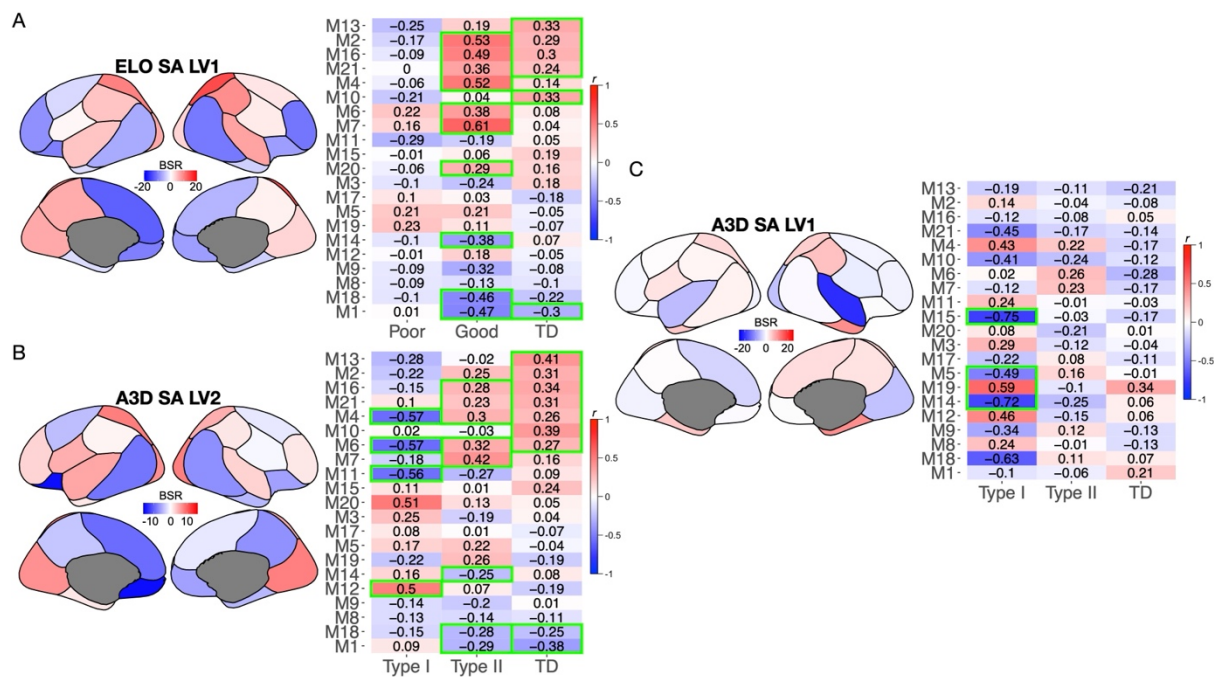 A
ELO SA LV1
BSR
-20 0 20
M13 −0.25 0.19 0.33
M2 −0.17 0.53 0.29
M16 −0.09 0.49 0.3
M21 0 0.36 0.24
M4 −0.06 0.52 0.14
M10 −0.21 0.04 0.33
M6 0.22 0.38 0.08
M7 0.16 0.61 0.04
M11 −0.29 −0.19 0.05
M15 −0.01 0.06 0.19
M20 −0.06 0.29 0.16
M3 −0.1 −0.24 0.18
M17 0.1 0.03 −0.18
M5 0.21 0.21 −0.05
M19 0.23 0.11 −0.07
M14 −0.1 −0.38 0.07
M12 −0.01 0.18 −0.05
M9 −0.09 −0.32 −0.08
M8 −0.09 −0.13 −0.1
M18 −0.1 −0.46 −0.22
M1 0.01 −0.47 −0.3
Poor Good TD
r
1
0.5
0
-0.5
-1
B
A3D SA LV2
BSR
-10 0 10
M13 −0.28 −0.02 0.41
M2 −0.22 0.25 0.31
M16 −0.15 0.28 0.34
M21 0.1 0.23 0.31
M4 −0.57 0.3 0.26
M10 0.02 −0.03 0.39
M6 −0.57 0.32 0.27
M7 −0.18 0.42 0.16
M11 −0.56 −0.27 0.09
M15 0.11 0.01 0.24
M20 0.51 0.13 0.05
M3 0.25 −0.19 0.04
M17 0.08 0.01 −0.07
M5 0.17 0.22 −0.04
M19 −0.22 0.26 −0.19
M14 0.16 −0.25 0.08
M12 0.5 0.07 −0.19
M9 −0.14 −0.2 0.01
M8 −0.13 −0.14 −0.11
M18 −0.15 −0.28 −0.25
M1 0.09 −0.29 −0.38
Type I Type II TD
r
1
0.5
0
-0.5
-1
C
A3D SA LV1
BSR
-20 0 20
M13 −0.19 −0.11 −0.21
M2 0.14 −0.04 −0.08
M16 −0.12 −0.08 0.05
M21 −0.45 −0.17 −0.14
M4 0.43 0.22 −0.17
M10 −0.41 −0.24 −0.12
M6 0.02 0.26 −0.28
M7 −0.12 0.23 −0.17
M11 0.24 −0.01 −0.03
M15 −0.75 −0.03 −0.17
M20 0.08 −0.21 0.01
M3 0.29 −0.12 −0.04
M17 −0.22 0.08 −0.11
M5 −0.49 0.16 −0.01
M19 0.59 −0.1 0.34
M14 −0.72 −0.25 0.06
M12 0.46 −0.15 0.06
M9 −0.34 0.12 −0.13
M8 0.24 −0.01 −0.13
M18 −0.63 0.11 0.07
M1 −0.1 −0.06 0.21
Type I Type II TD
r
1
0.5
0
-0.5
-1